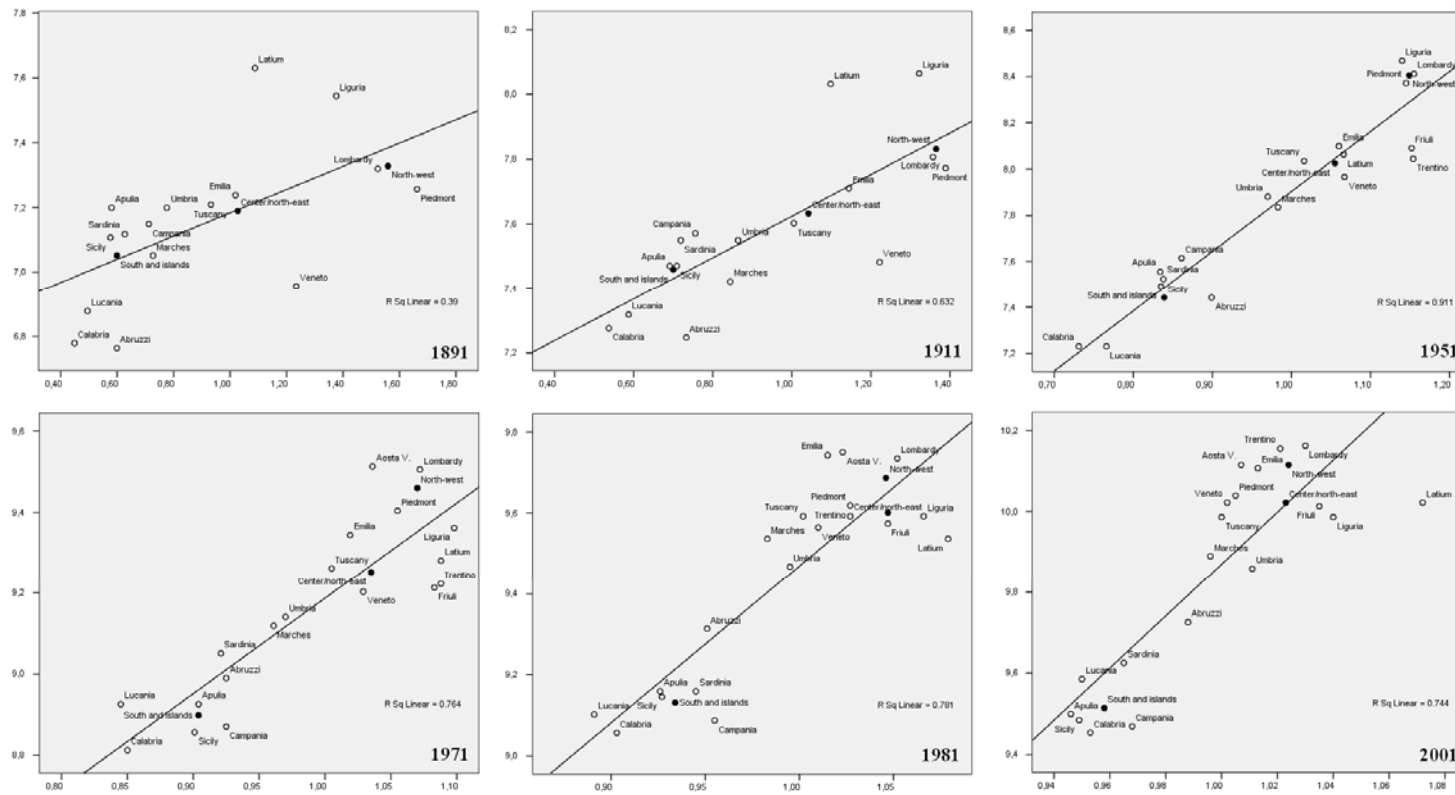 7,8
7,6
7,4
7,2
7,0
6,8
Latium
Liguria
Lombardy
North-west
Piedmont
Emilia
Center/north-east
Tuscany
Apulia
Umbria
Sardinia
Campania
Sicily
Marches
South and islands
Veneto
Lucania
Calabria
Abruzzi
R Sq Linear = 0.39
1891
0,40 0,60 0,80 1,00 1,20 1,40 1,60 1,80
8,2
8,0
7,8
7,6
7,4
7,2
Liguria
Latium
North-west
Lombardy
Piedmont
Emilia
Center/north-east
Tuscany
Campania
Umbria
Sardinia
Apulia
Sicily
South and islands
Marches
Veneto
Lucania
Calabria
Abruzzi
R Sq Linear = 0.632
1911
0,40 0,60 0,80 1,00 1,20 1,40
8,6
8,4
8,2
8,0
7,8
7,6
7,4
7,2
Liguria
Lombardy
Piedmont
North-west
Emilia
Friuli
Tuscany
Latium
Trentino
Center/north-east
Veneto
Umbria
Marches
Campania
Apulia
Sardinia
Sicily
South and islands
Abruzzi
Calabria
Lucania
R Sq Linear = 0.911
1951
0,70 0,80 0,90 1,00 1,10 1,20
9,6
9,4
9,2
9,0
8,8
Aosta V.
Lombardy
North-west
Piedmont
Emilia
Liguria
Tuscany
Latium
Center/north-east
Trentino
Veneto
Friuli
Umbria
Marches
Sardinia
Abruzzi
Lucania
Apulia
South and islands
Campania
Sicily
Calabria
R Sq Linear = 0.764
1971
0,80 0,85 0,90 0,95 1,00 1,05 1,10
9,8
9,6
9,4
9,2
9,0
Emilia
Lombardy
Aosta V.
North-west
Piedmont
Tuscany
Trentino
Center/north-east
Liguria
Marches
Veneto
Friuli
Latium
Umbria
Abruzzi
Apulia
Sardinia
Lucania
Sicily
South and islands
Calabria
Campania
R Sq Linear = 0.781
1981
0,90 0,95 1,00 1,05
10,2
10,0
9,8
9,6
9,4
Trentino
Lombardy
Aosta V.
Emilia
North-west
Piedmont
Veneto
Center/north-east
Latium
Friuli
Tuscany
Liguria
Marches
Umbria
Abruzzi
Sardinia
Lucania
South and islands
Apulia
Sicily
Calabria
Campania
R Sq Linear = 0.744
2001
0,94 0,96 0,98 1,00 1,02 1,04 1,06 1,08